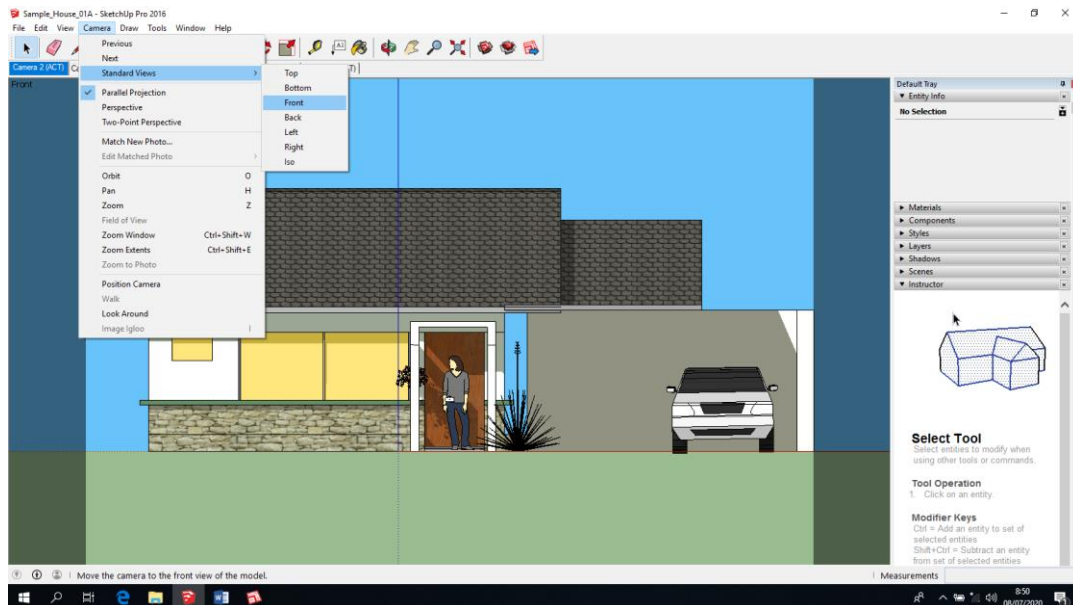 Sample_House_01A - SketchUp Pro 2016
File Edit View Camera Draw Tools Window Help
Camera 2 (ACT)
Front
Previous
Next
Standard Views
Parallel Projection
Perspective
Two-Point Perspective
Match New Photo...
Edit Matched Photo
Orbit O
Pan H
Zoom Z
Field of View
Zoom Window Ctrl+Shift+W
Zoom Extents Ctrl+Shift+E
Zoom to Photo
Position Camera
Walk
Look Around
Image Igloo I
Top
Bottom
Front
Back
Left
Right
Iso
Default Tray
Entity Info
No Selection
Materials
Components
Styles
Layers
Shadows
Scenes
Instructor
Select Tool
Select entities to modify when
using other tools or commands.
Tool Operation
1. Click on an entity.
Modifier Keys
Ctrl = Add an entity to set of
selected entities
Shift+Ctrl = Subtract an entity
from set of selected entities
Move the camera to the front view of the model.
Measurements
8:50
08/07/2020